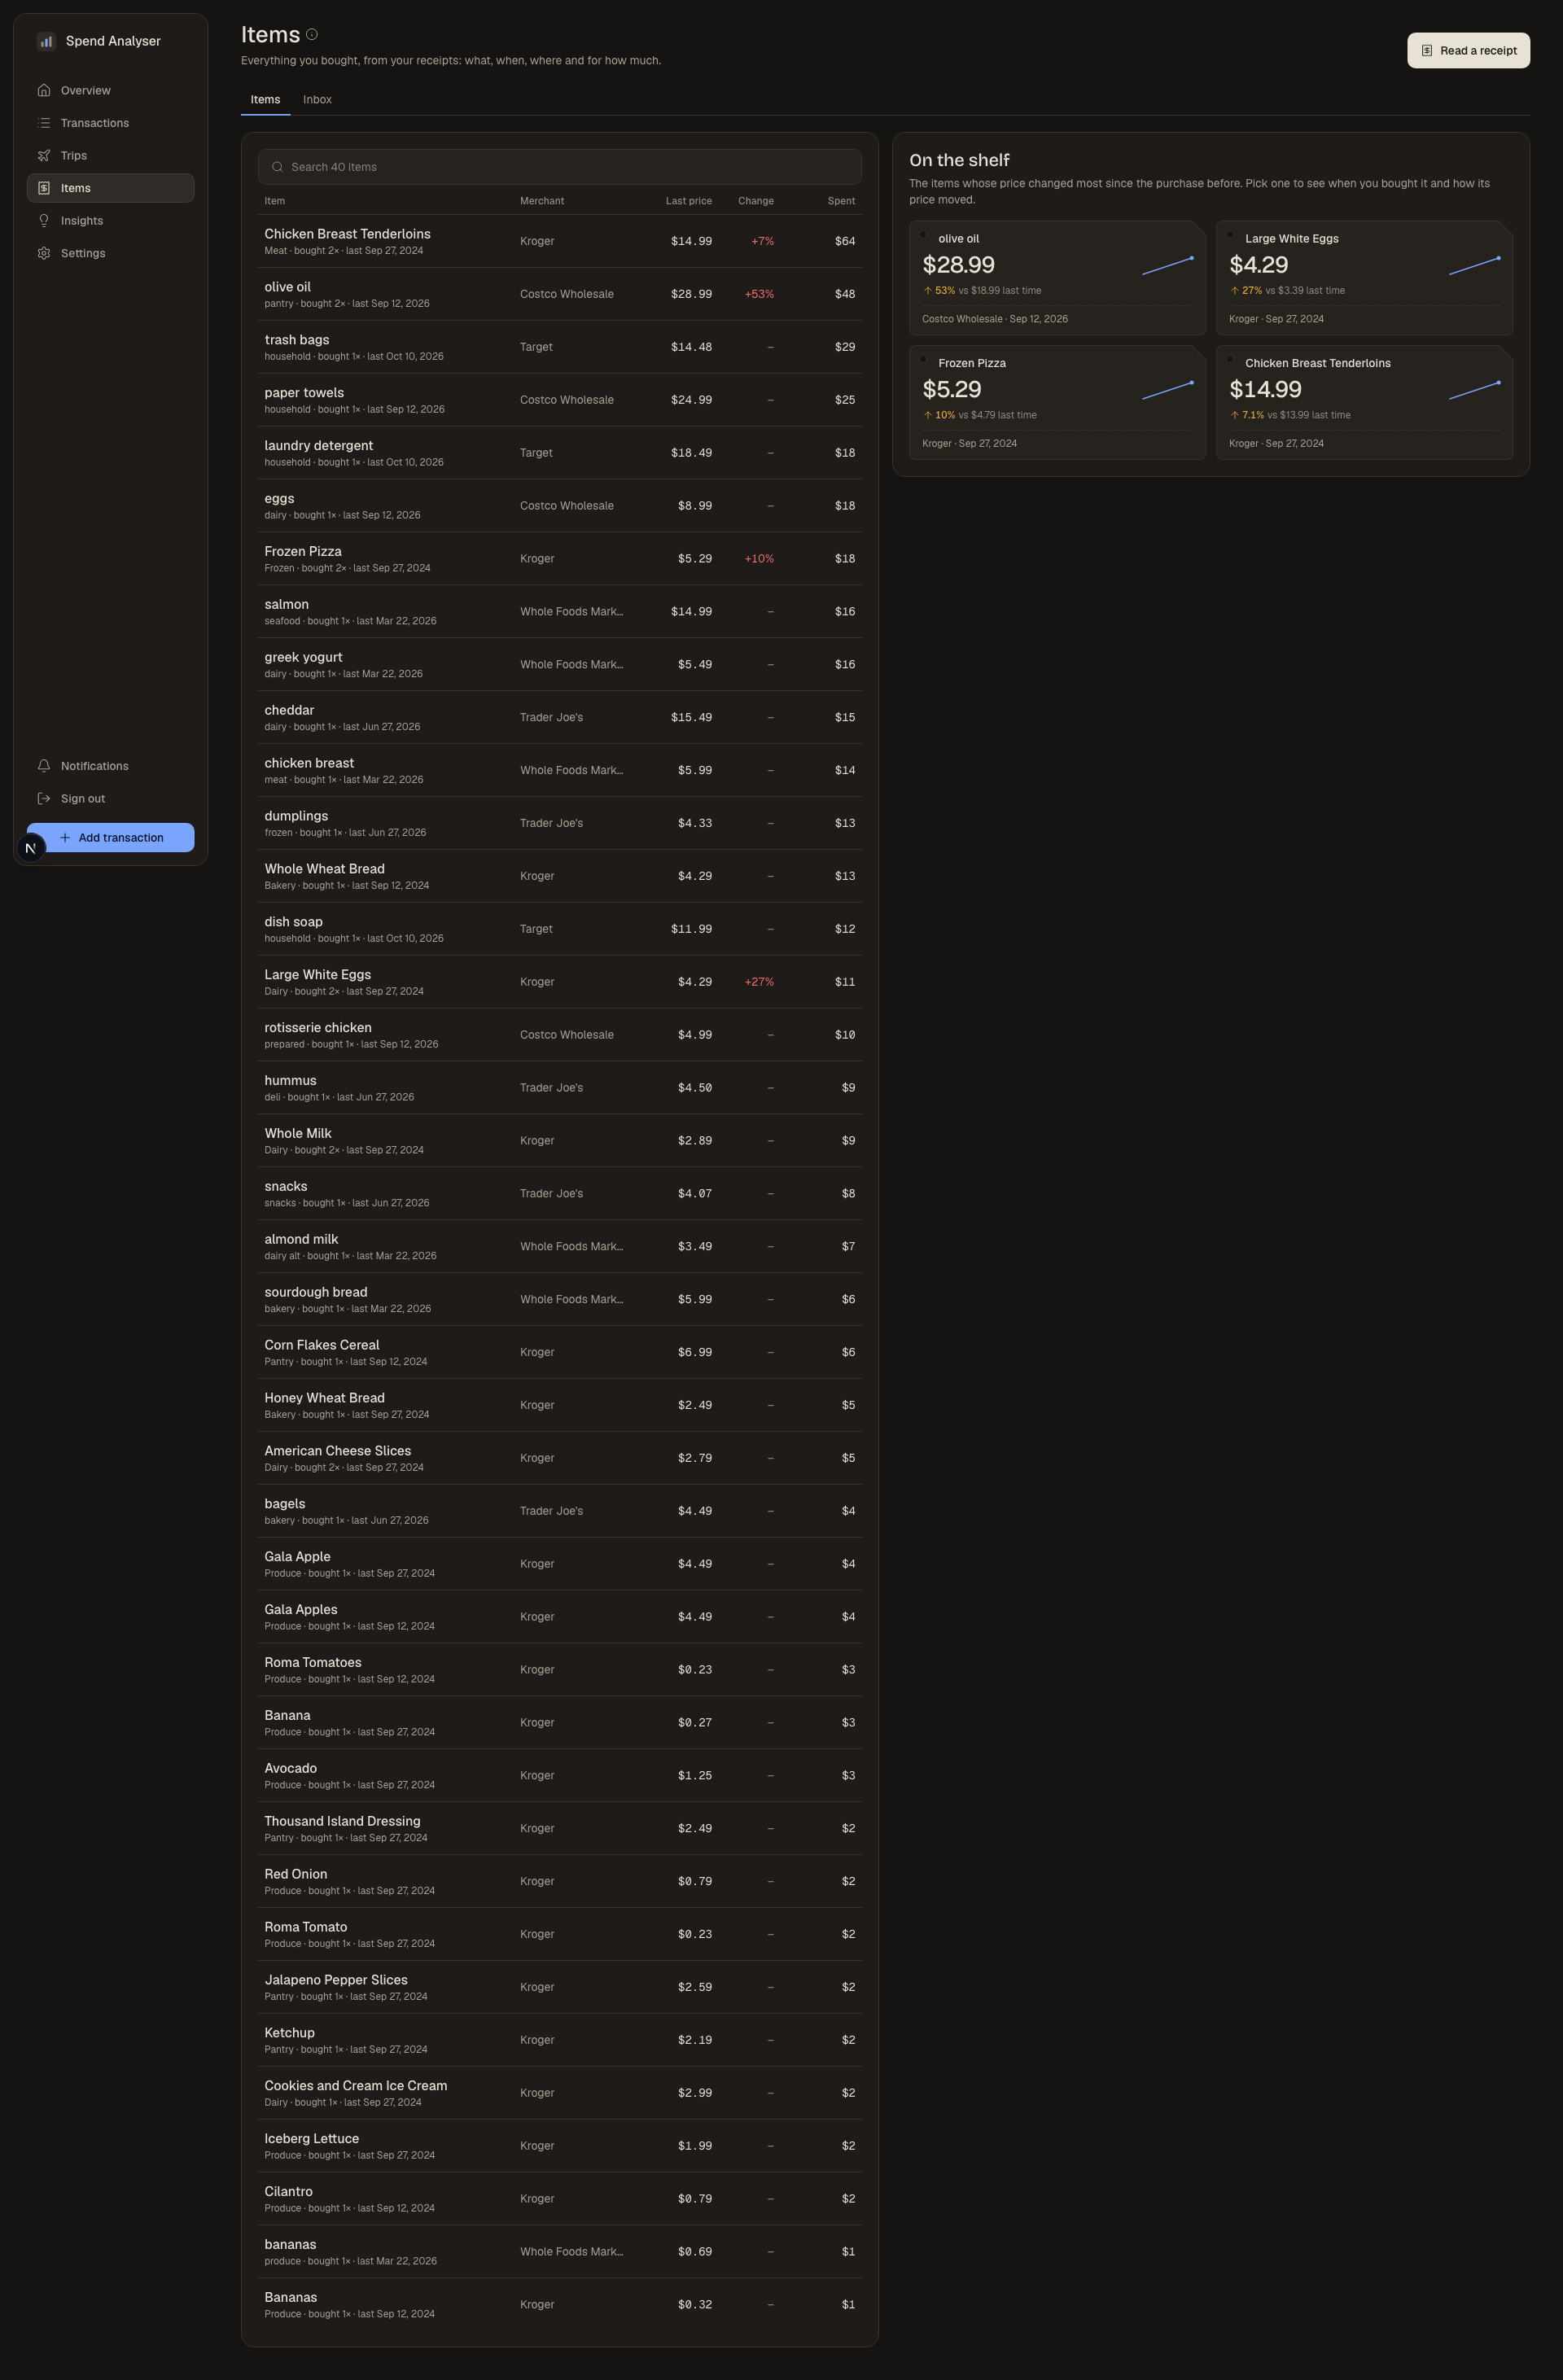 Spend Analyser
Overview
Transactions
Trips
Items
Insights
Settings
Notifications
Sign out
N
+ Add transaction
Items
Everything you bought, from your receipts: what, when, where and for how much.
Read a receipt
Items Inbox
Search 40 items
Item Merchant Last price Change Spent
Chicken Breast Tenderloins
Meat · bought 2× · last Sep 27, 2024
Kroger $14.99 +7% $64
olive oil
pantry · bought 2× · last Sep 12, 2026
Costco Wholesale $28.99 +53% $48
trash bags
household · bought 1× · last Oct 10, 2026
Target $14.48 – $29
paper towels
household · bought 1× · last Sep 12, 2026
Costco Wholesale $24.99 – $25
laundry detergent
household · bought 1× · last Oct 10, 2026
Target $18.49 – $18
eggs
dairy · bought 1× · last Sep 12, 2026
Costco Wholesale $8.99 – $18
Frozen Pizza
Frozen · bought 2× · last Sep 27, 2024
Kroger $5.29 +10% $18
salmon
seafood · bought 1× · last Mar 22, 2026
Whole Foods Mark... $14.99 – $16
greek yogurt
dairy · bought 1× · last Mar 22, 2026
Whole Foods Mark... $5.49 – $16
cheddar
dairy · bought 1× · last Jun 27, 2026
Trader Joe's $15.49 – $15
chicken breast
meat · bought 1× · last Mar 22, 2026
Whole Foods Mark... $5.99 – $14
dumplings
frozen · bought 1× · last Jun 27, 2026
Trader Joe's $4.33 – $13
Whole Wheat Bread
Bakery · bought 1× · last Sep 12, 2024
Kroger $4.29 – $13
dish soap
household · bought 1× · last Oct 10, 2026
Target $11.99 – $12
Large White Eggs
Dairy · bought 2× · last Sep 27, 2024
Kroger $4.29 +27% $11
rotisserie chicken
prepared · bought 1× · last Sep 12, 2026
Costco Wholesale $4.99 – $10
hummus
deli · bought 1× · last Jun 27, 2026
Trader Joe's $4.50 – $9
Whole Milk
Dairy · bought 2× · last Sep 27, 2024
Kroger $2.89 – $9
snacks
snacks · bought 1× · last Jun 27, 2026
Trader Joe's $4.07 – $8
almond milk
dairy alt · bought 1× · last Mar 22, 2026
Whole Foods Mark... $3.49 – $7
sourdough bread
bakery · bought 1× · last Mar 22, 2026
Whole Foods Mark... $5.99 – $6
Corn Flakes Cereal
Pantry · bought 1× · last Sep 12, 2024
Kroger $6.99 – $6
Honey Wheat Bread
Bakery · bought 1× · last Sep 27, 2024
Kroger $2.49 – $5
American Cheese Slices
Dairy · bought 2× · last Sep 27, 2024
Kroger $2.79 – $5
bagels
bakery · bought 1× · last Jun 27, 2026
Trader Joe's $4.49 – $4
Gala Apple
Produce · bought 1× · last Sep 27, 2024
Kroger $4.49 – $4
Gala Apples
Produce · bought 1× · last Sep 12, 2024
Kroger $4.49 – $4
Roma Tomatoes
Produce · bought 1× · last Sep 12, 2024
Kroger $0.23 – $3
Banana
Produce · bought 1× · last Sep 27, 2024
Kroger $0.27 – $3
Avocado
Produce · bought 1× · last Sep 27, 2024
Kroger $1.25 – $3
Thousand Island Dressing
Pantry · bought 1× · last Sep 27, 2024
Kroger $2.49 – $2
Red Onion
Produce · bought 1× · last Sep 27, 2024
Kroger $0.79 – $2
Roma Tomato
Produce · bought 1× · last Sep 27, 2024
Kroger $0.23 – $2
Jalapeno Pepper Slices
Pantry · bought 1× · last Sep 27, 2024
Kroger $2.59 – $2
Ketchup
Pantry · bought 1× · last Sep 27, 2024
Kroger $2.19 – $2
Cookies and Cream Ice Cream
Dairy · bought 1× · last Sep 27, 2024
Kroger $2.99 – $2
Iceberg Lettuce
Produce · bought 1× · last Sep 27, 2024
Kroger $1.99 – $2
Cilantro
Produce · bought 1× · last Sep 12, 2024
Kroger $0.79 – $2
bananas
produce · bought 1× · last Mar 22, 2026
Whole Foods Mark... $0.69 – $1
Bananas
Produce · bought 1× · last Sep 12, 2024
Kroger $0.32 – $1
On the shelf
The items whose price changed most since the purchase before. Pick one to see when you bought it and how its
price moved.
olive oil
$28.99
↑ 53% vs $18.99 last time
Costco Wholesale · Sep 12, 2026
Large White Eggs
$4.29
↑ 27% vs $3.39 last time
Kroger · Sep 27, 2024
Frozen Pizza
$5.29
↑ 10% vs $4.79 last time
Kroger · Sep 27, 2024
Chicken Breast Tenderloins
$14.99
↑ 7.1% vs $13.99 last time
Kroger · Sep 27, 2024